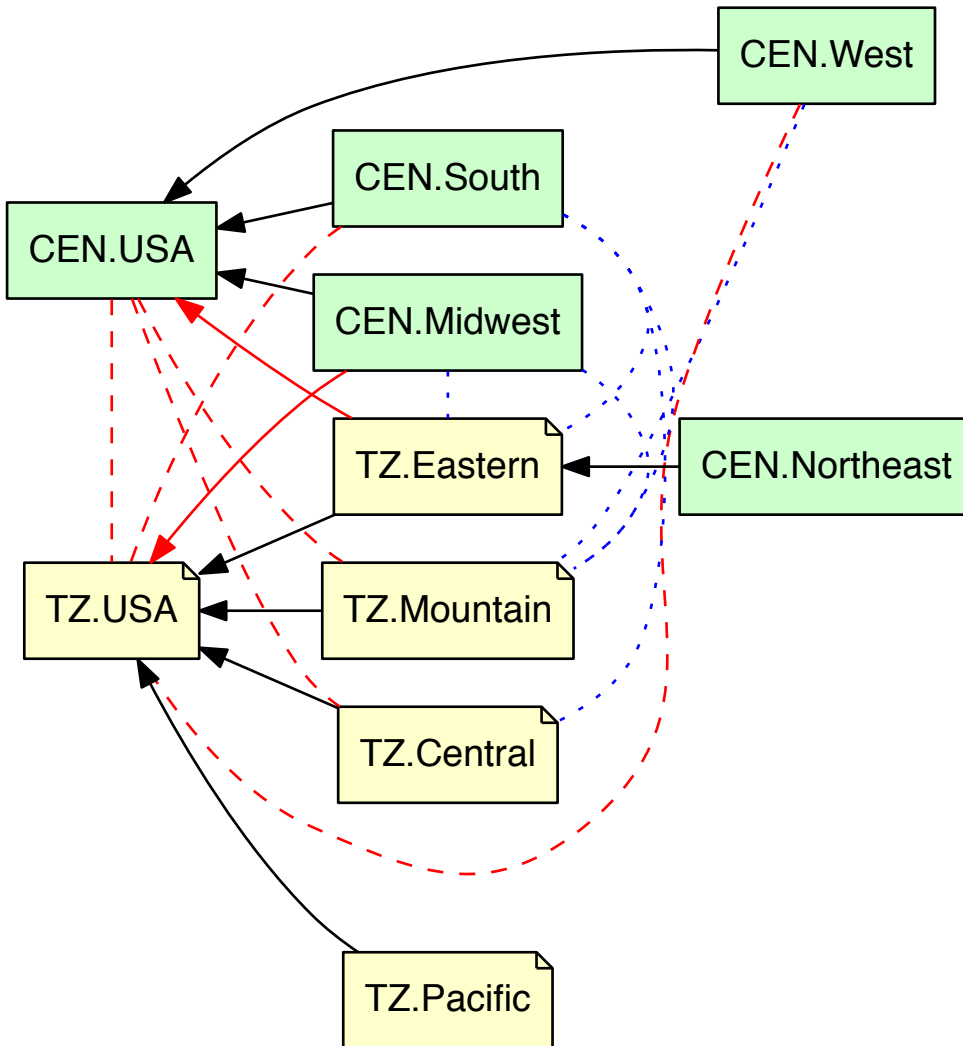 CEN.West
CEN.South
CEN.USA
CEN.Midwest
TZ.Eastern
CEN.Northeast
TZ.USA
TZ.Mountain
TZ.Central
TZ.Pacific